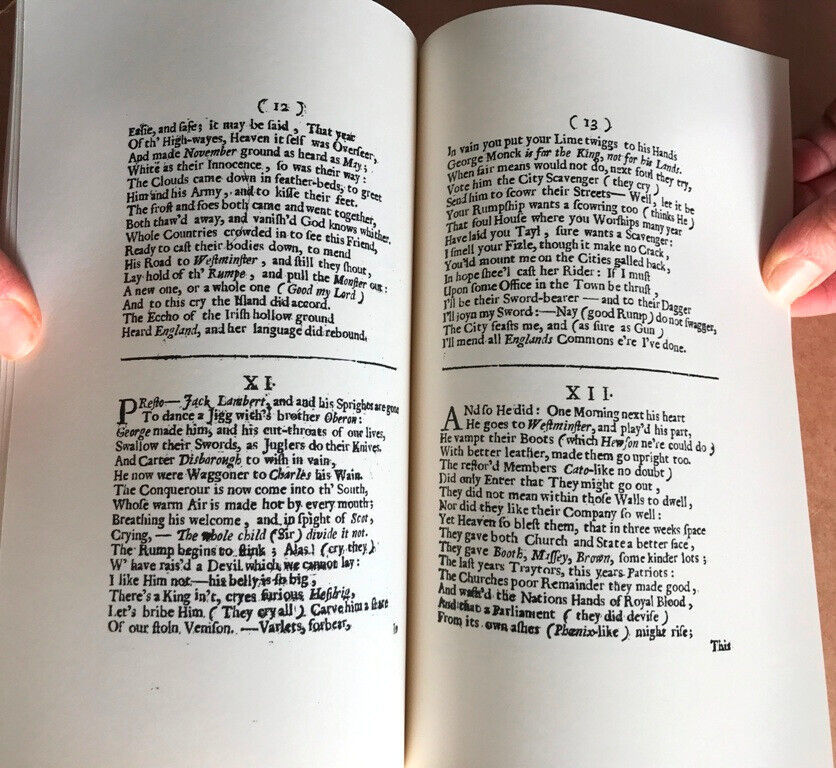 ( 12 )
Easie, and safe; it may be said, That year
Of th' High-wayes, Heaven it self was Overseer,
And made November ground as heard as May;
White as their Innocence, so was their way:
The Clouds came down in feather-beds, to greet
Him and his Army, and to kisse their feet.
The frost and foes both came and went together,
Both thaw'd away, and vanish'd God knows whither.
Whole Countries crowded in to see this Friend,
Ready to cast their bodies down, to mend
His Road to Westminster, and still they shout,
Lay hold of th' Rumpe, and pull the Monster out:
A new one, or a whole one (Good my Lord)
And to this cry the Island did accord.
The Eccho of the Irish hollow ground
Heard England, and her language did rebound.
XI.
PResto— Jack Lambert, and and his Sprights are gone
To dance a Jigg with's brother Oberon:
George made him, and his cut-throats of our lives,
Swallow their Swords, as Juglers do their Knives.
And Carter Disborough to wish in vain,
He now were Waggoner to Charles his Wain.
The Conquerour is now come into th' South,
Whose warm Air is made hot by every mouth;
Breathing his welcome, and in spight of Scot,
Crying, — The whole child (Sir) divide it not.
The Rump begins to stink; Alas! (cry they)
W' have rais'd a Devil which we cannot lay:
I like Him not—his belly is so big,
There's a King in't, cryes furious Hesilrig,
Let's bribe Him. (They cry all) Carve him a share
Of our stoln Venison. —Varlets, forbear,
( 13 )
In vain you put your Lime twiggs to his Hands
George Monck is for the King, not for his Lands.
When fair means would not do, next foul they try,
Vote him the City Scavenger (they cry)
Send him to scowr their Streets— Well, let it be
Your Rumpship wants a scowring too (thinks He)
That foul House where you Worships many year
Have laid you Tayl, sure wants a Scavenger:
I smell your Fizle, though it make no Crack,
You'ld mount me on the Cities galled back,
In hope shee'l cast her Rider: If I must
Upon some Office in the Town be thrust,
I'll be their Sword-bearer — and to their Dagger
I'll joyn my Sword: —Nay (good Rump) do not swagger,
The City feasts me, and (as sure as Gun)
I'll mend all Englands Commons e're I've done.
XII.
ANd so He did: One Morning next his heart
He goes to Westminster, and play'd his part,
He vampt their Boots (which Hewson ne're could do)
With better leather, made them go upright too.
The restor'd Members Cato-like no doubt)
Did only Enter that They might go out,
They did not mean within those Walls to dwell,
Nor did they like their Company so well:
Yet Heaven so blest them, that in three weeks space
They gave both Church and State a better face,
They gave Booth, Massey, Brown, some kinder lots;
The last years Traytors, this years Patriots:
The Churches poor Remainder they made good,
And wash'd the Nations Hands of Royal Blood,
And that a Parliament (they did devise)
From its own ashes (Phœnix-like) might rise;
This